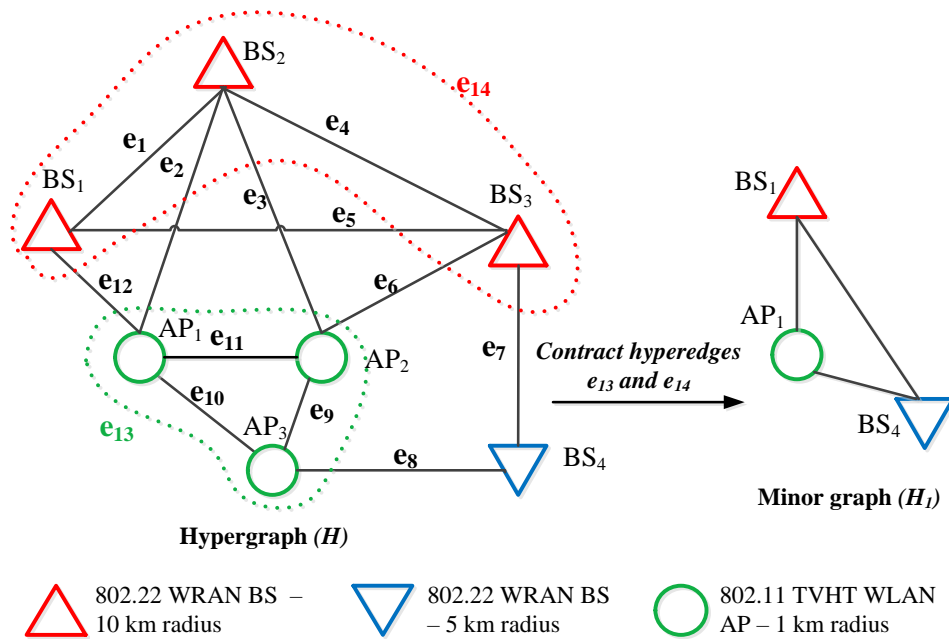 BS2
e14
e1
e4
e2
BS1
e3
BS3
e5
BS1
e12
e6
AP1
e11
AP2
e7
Contract hyperedges
e13 and e14
AP1
e10
e9
e13
AP3
e8
BS4
BS4
Hypergraph (H)
Minor graph (H1)
802.22 WRAN BS –
10 km radius
802.22 WRAN BS
– 5 km radius
802.11 TVHT WLAN
AP – 1 km radius